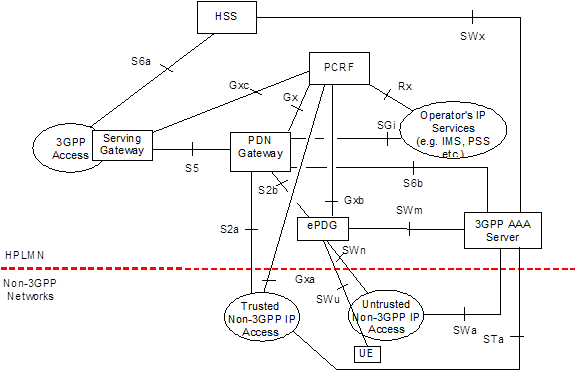 HSS
SWx
S6a
PCRF
Gxc
Gx
Rx
Operator's IP
Services
(e.g. IMS, PSS
etc.)
3GPP
Access
Serving
Gateway
PDN
Gateway
SGi
S5
S2b
S6b
Gxb
S2a
ePDG
SWm
3GPP AAA
Server
SWn
HPLMN
Non-3GPP
Networks
Gxa
SWu
Trusted
Non-3GPP IP
Access
Untrusted
Non-3GPP IP
Access
SWa
STa
UE